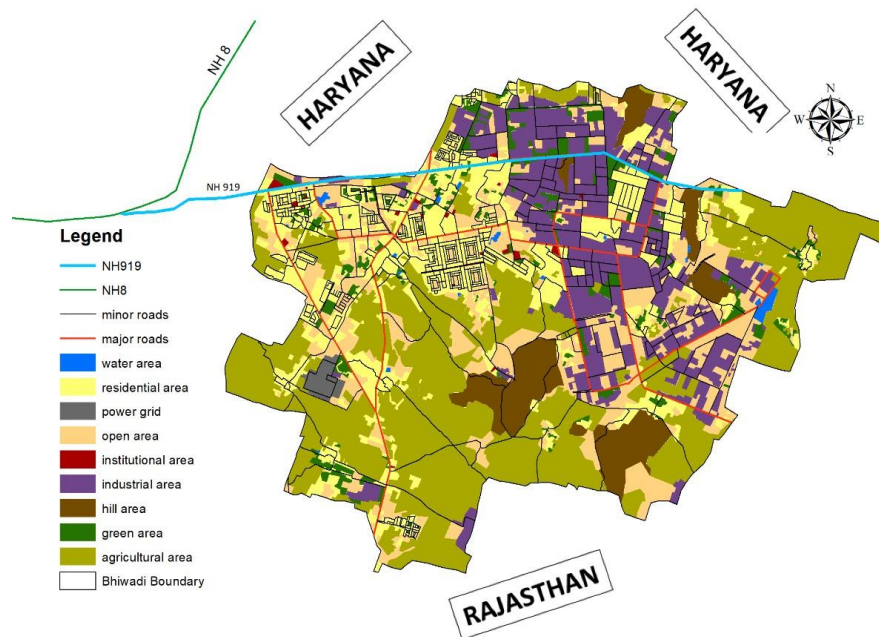 NH 8
HARYANA
HARYANA
N
W E
S
NH 919
Legend
NH919
NH8
minor roads
major roads
water area
residential area
power grid
open area
institutional area
industrial area
hill area
green area
agricultural area
Bhiwadi Boundary
RAJASTHAN